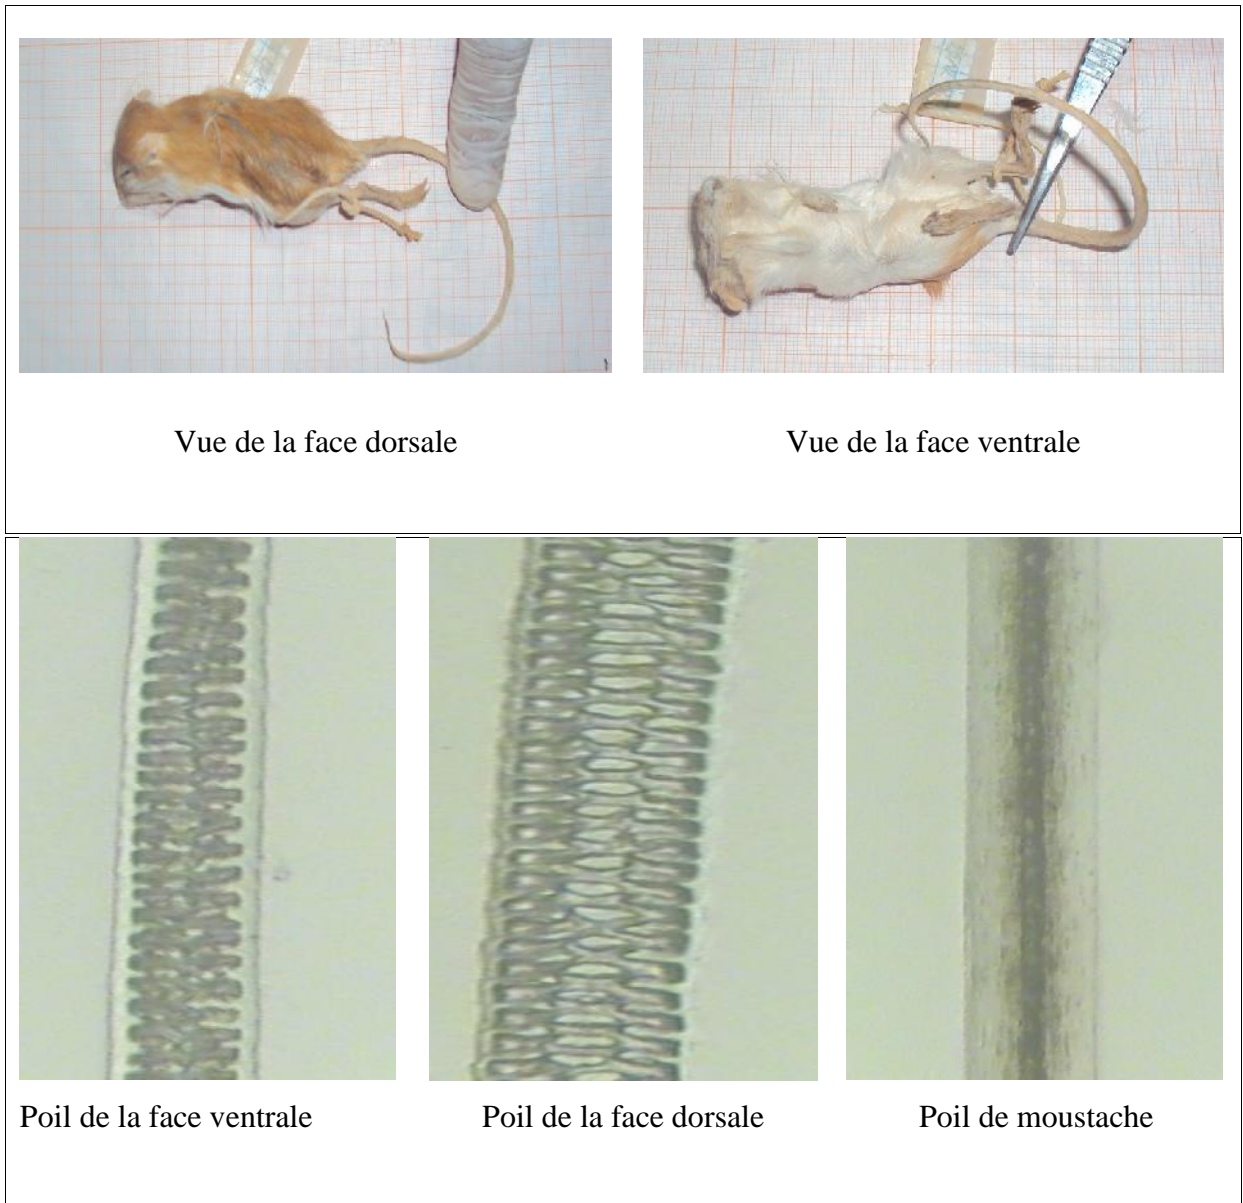 Vue de la face dorsale
Vue de la face ventrale
Poil de la face ventrale
Poil de la face dorsale
Poil de moustache